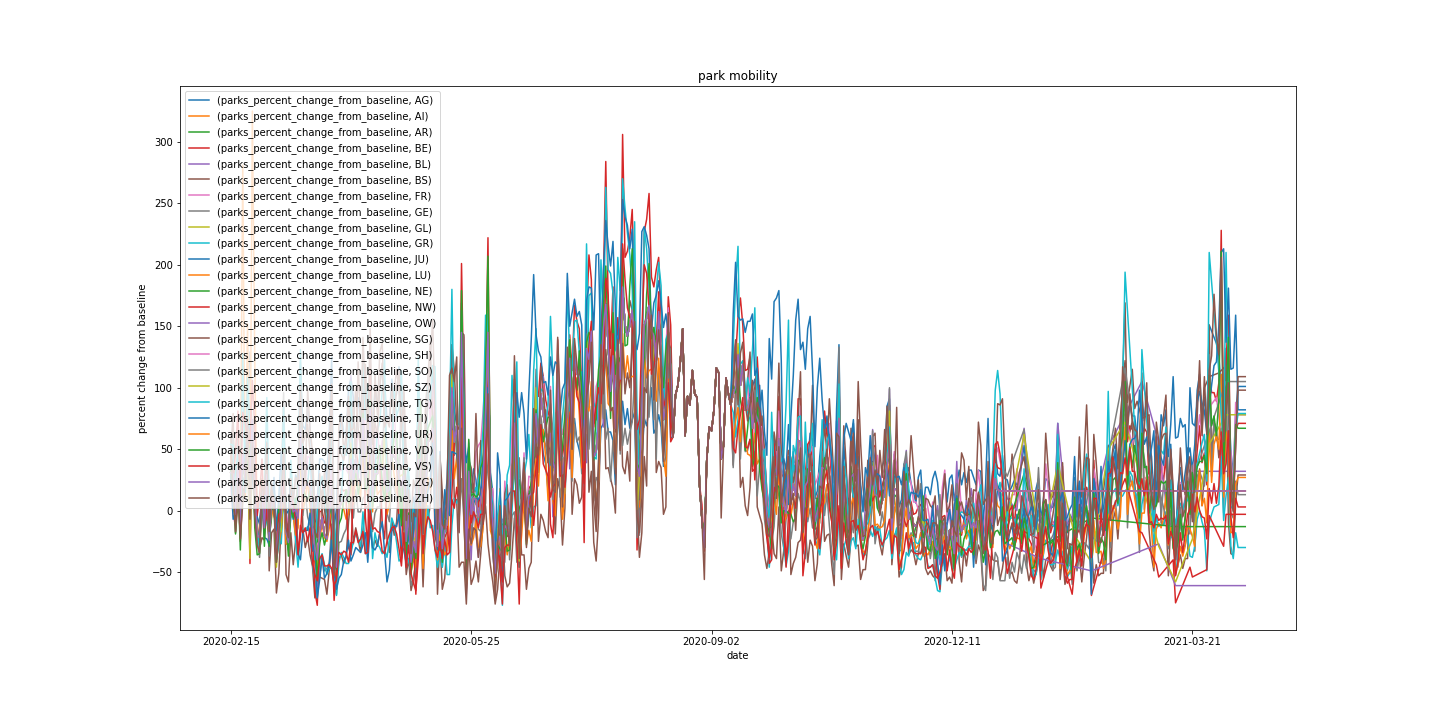 park mobility
(parks_percent_change_from_baseline, AG)
(parks_percent_change_from_baseline, AI)
(parks_percent_change_from_baseline, AR)
(parks_percent_change_from_baseline, BE)
(parks_percent_change_from_baseline, BL)
(parks_percent_change_from_baseline, BS)
(parks_percent_change_from_baseline, FR)
(parks_percent_change_from_baseline, GE)
(parks_percent_change_from_baseline, GL)
(parks_percent_change_from_baseline, GR)
(parks_percent_change_from_baseline, JU)
(parks_percent_change_from_baseline, LU)
(parks_percent_change_from_baseline, NE)
(parks_percent_change_from_baseline, NW)
(parks_percent_change_from_baseline, OW)
(parks_percent_change_from_baseline, SG)
(parks_percent_change_from_baseline, SH)
(parks_percent_change_from_baseline, SO)
(parks_percent_change_from_baseline, SZ)
(parks_percent_change_from_baseline, TG)
(parks_percent_change_from_baseline, TI)
(parks_percent_change_from_baseline, UR)
(parks_percent_change_from_baseline, VD)
(parks_percent_change_from_baseline, VS)
(parks_percent_change_from_baseline, ZG)
(parks_percent_change_from_baseline, ZH)
percent change from baseline
300
250
200
150
100
50
0
−50
2020-02-15
2020-05-25
2020-09-02
2020-12-11
2021-03-21
date